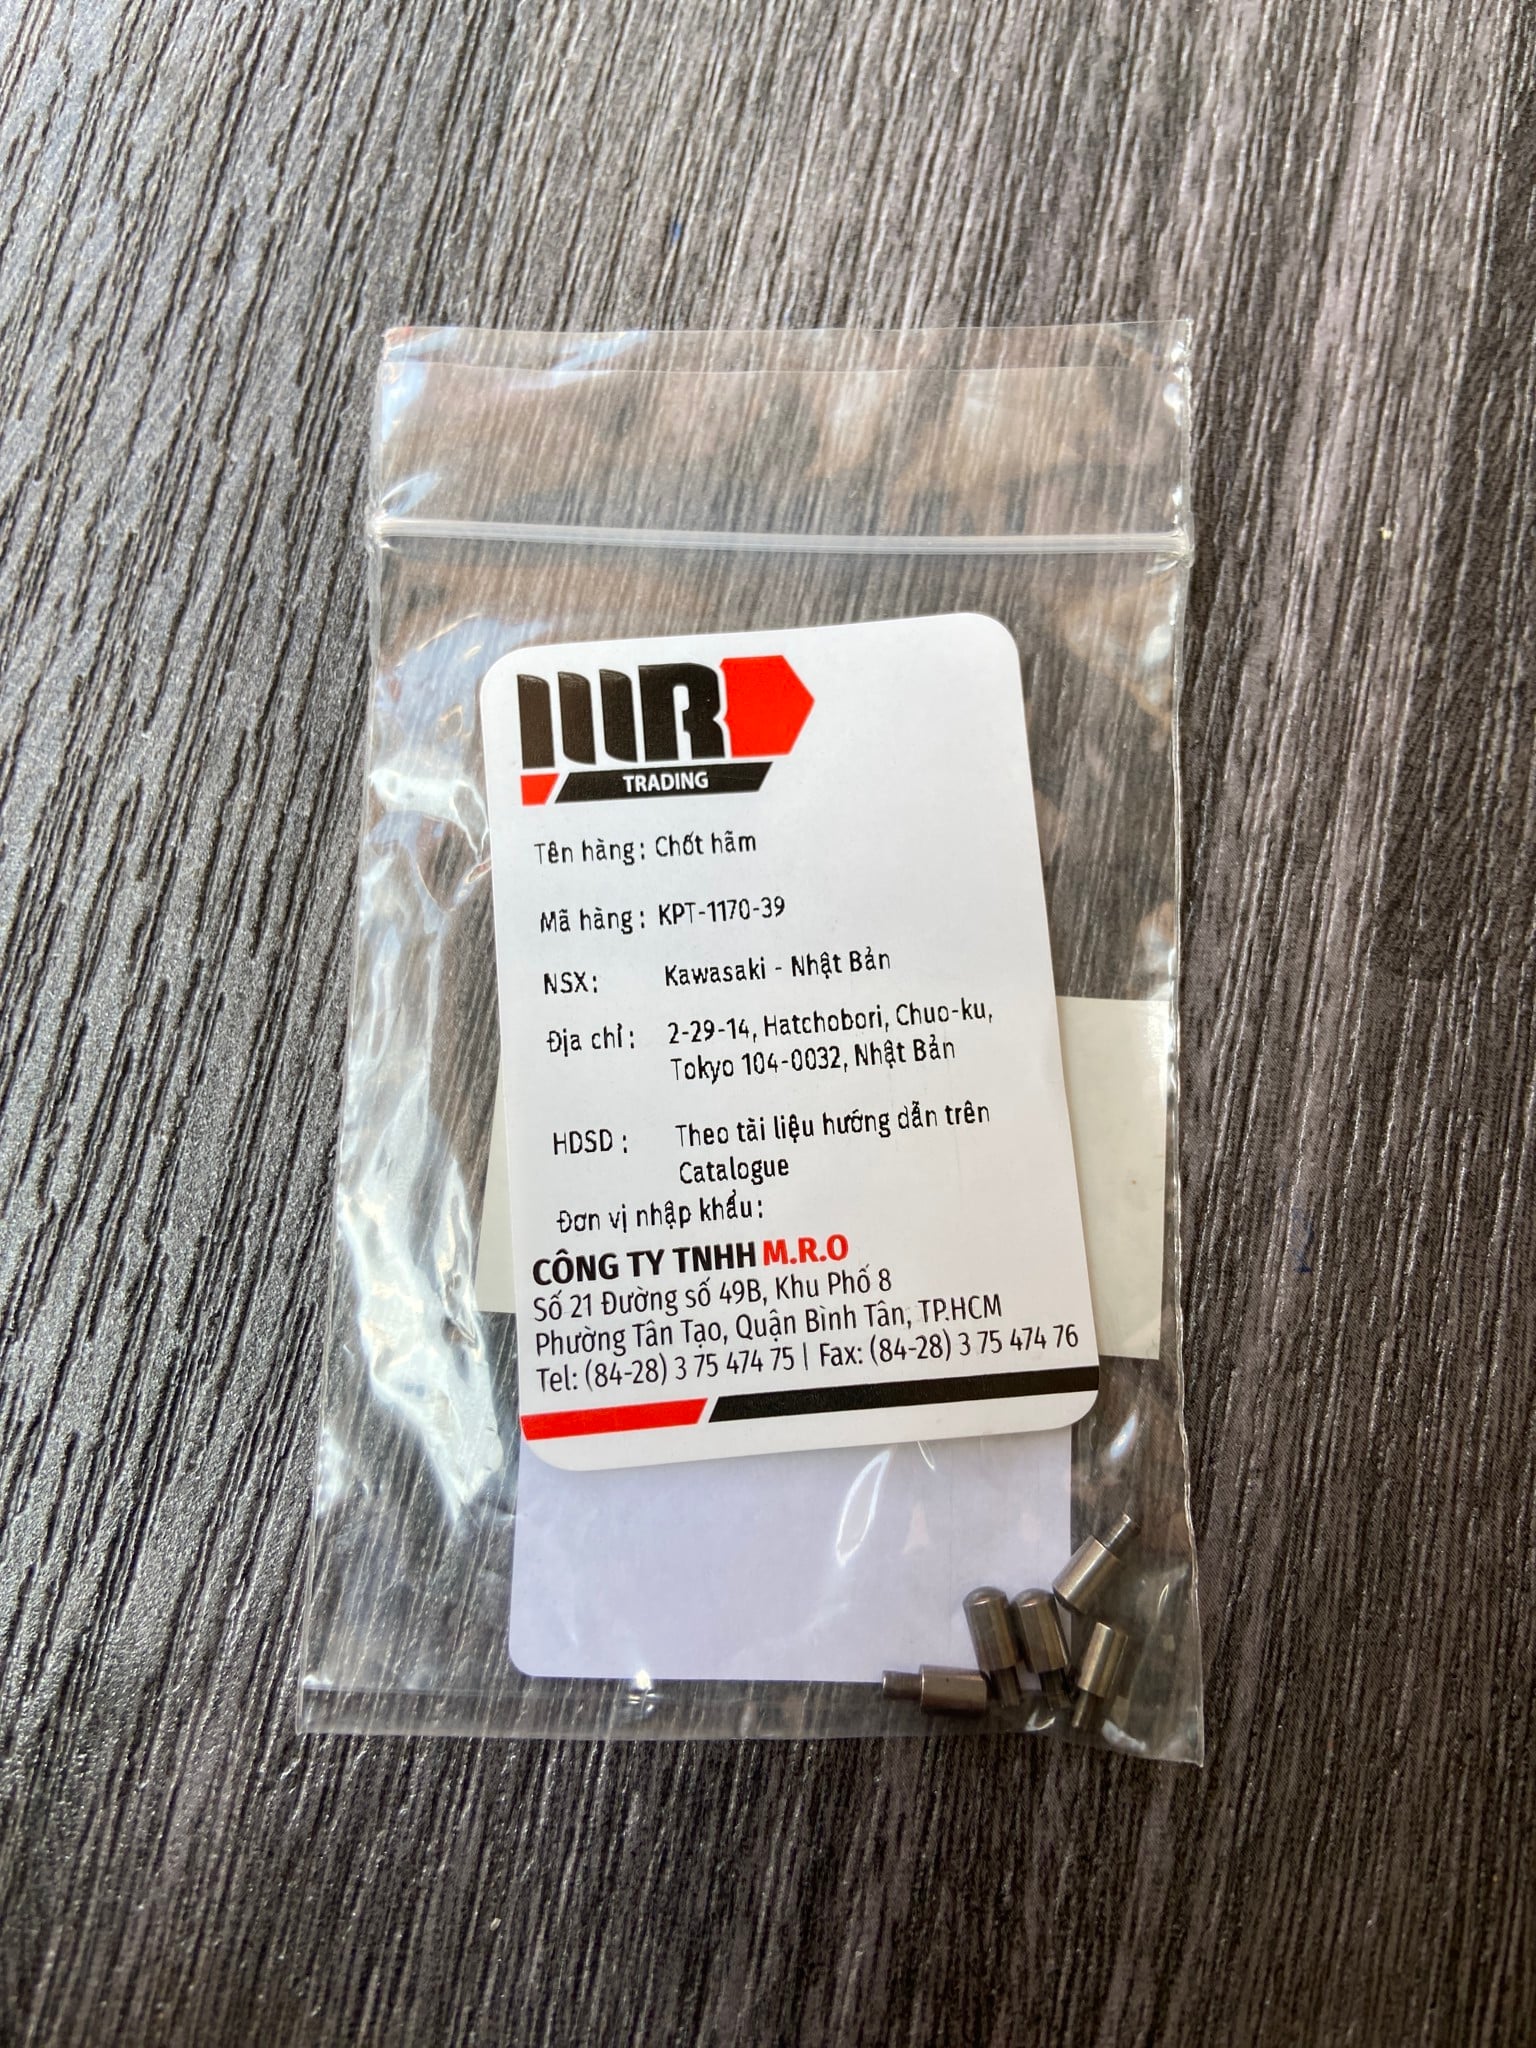 MRO
TRADING
Tên hàng: Chốt hãm
Mã hàng: KPT-1170-39
NSX: Kawasaki - Nhật Bản
Địa chỉ: 2-29-14, Hatchobori, Chuo-ku,
Tokyo 104-0032, Nhật Bản
HDSD: Theo tài liệu hướng dẫn trên
Catalogue
Đơn vị nhập khẩu:
CÔNG TY TNHH M.R.O
Số 21 Đường số 49B, Khu Phố 8
Phường Tân Tạo, Quận Bình Tân, TP.HCM
Tel: (84-28) 3 75 474 75 | Fax: (84-28) 3 75 474 76